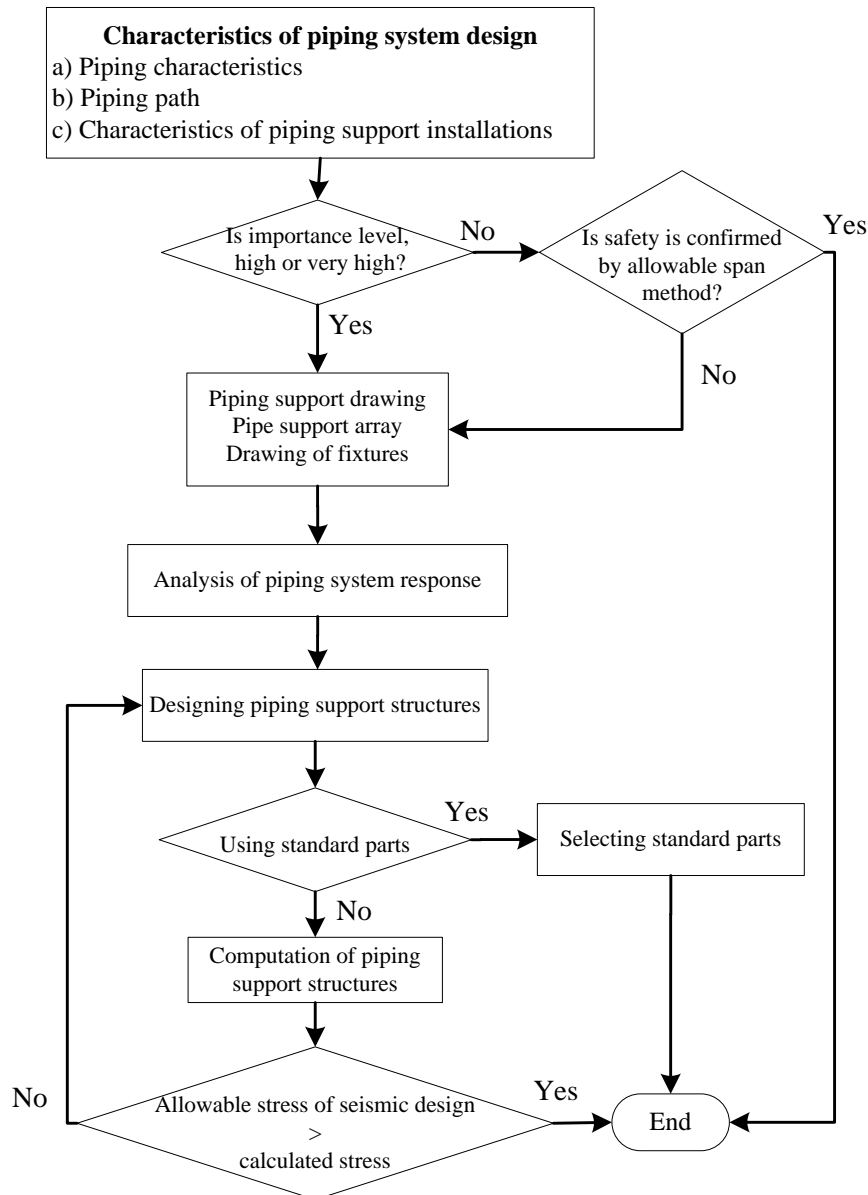 Characteristics of piping system design
a) Piping characteristics
b) Piping path
c) Characteristics of piping support installations
Is importance level,
high or very high?
No
Is safety is confirmed
by allowable span
method?
Yes
Yes
No
Piping support drawing
Pipe support array
Drawing of fixtures
Analysis of piping system response
Designing piping support structures
Using standard parts
Yes
Selecting standard parts
No
Computation of piping
support structures
Allowable stress of seismic design
>
calculated stress
No
Yes
End